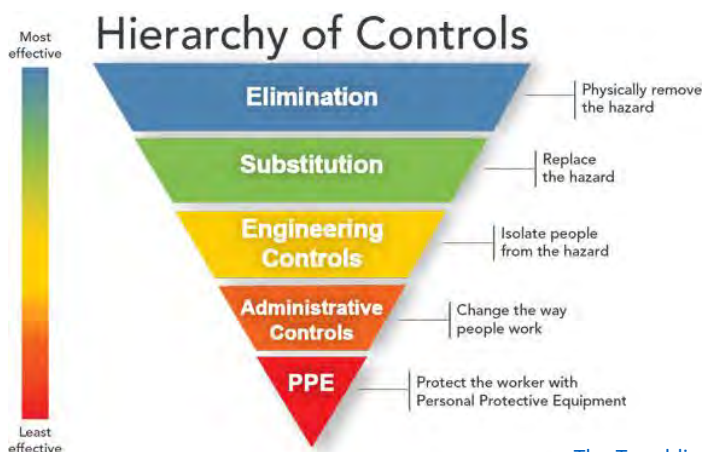 Hierarchy of Controls
Most
effective
Elimination
Physically remove
the hazard
Substitution
Replace
the hazard
Engineering
Controls
Isolate people
from the hazard
Administrative
Controls
Change the way
people work
PPE
Protect the worker with
Personal Protective Equipment
Least
effective